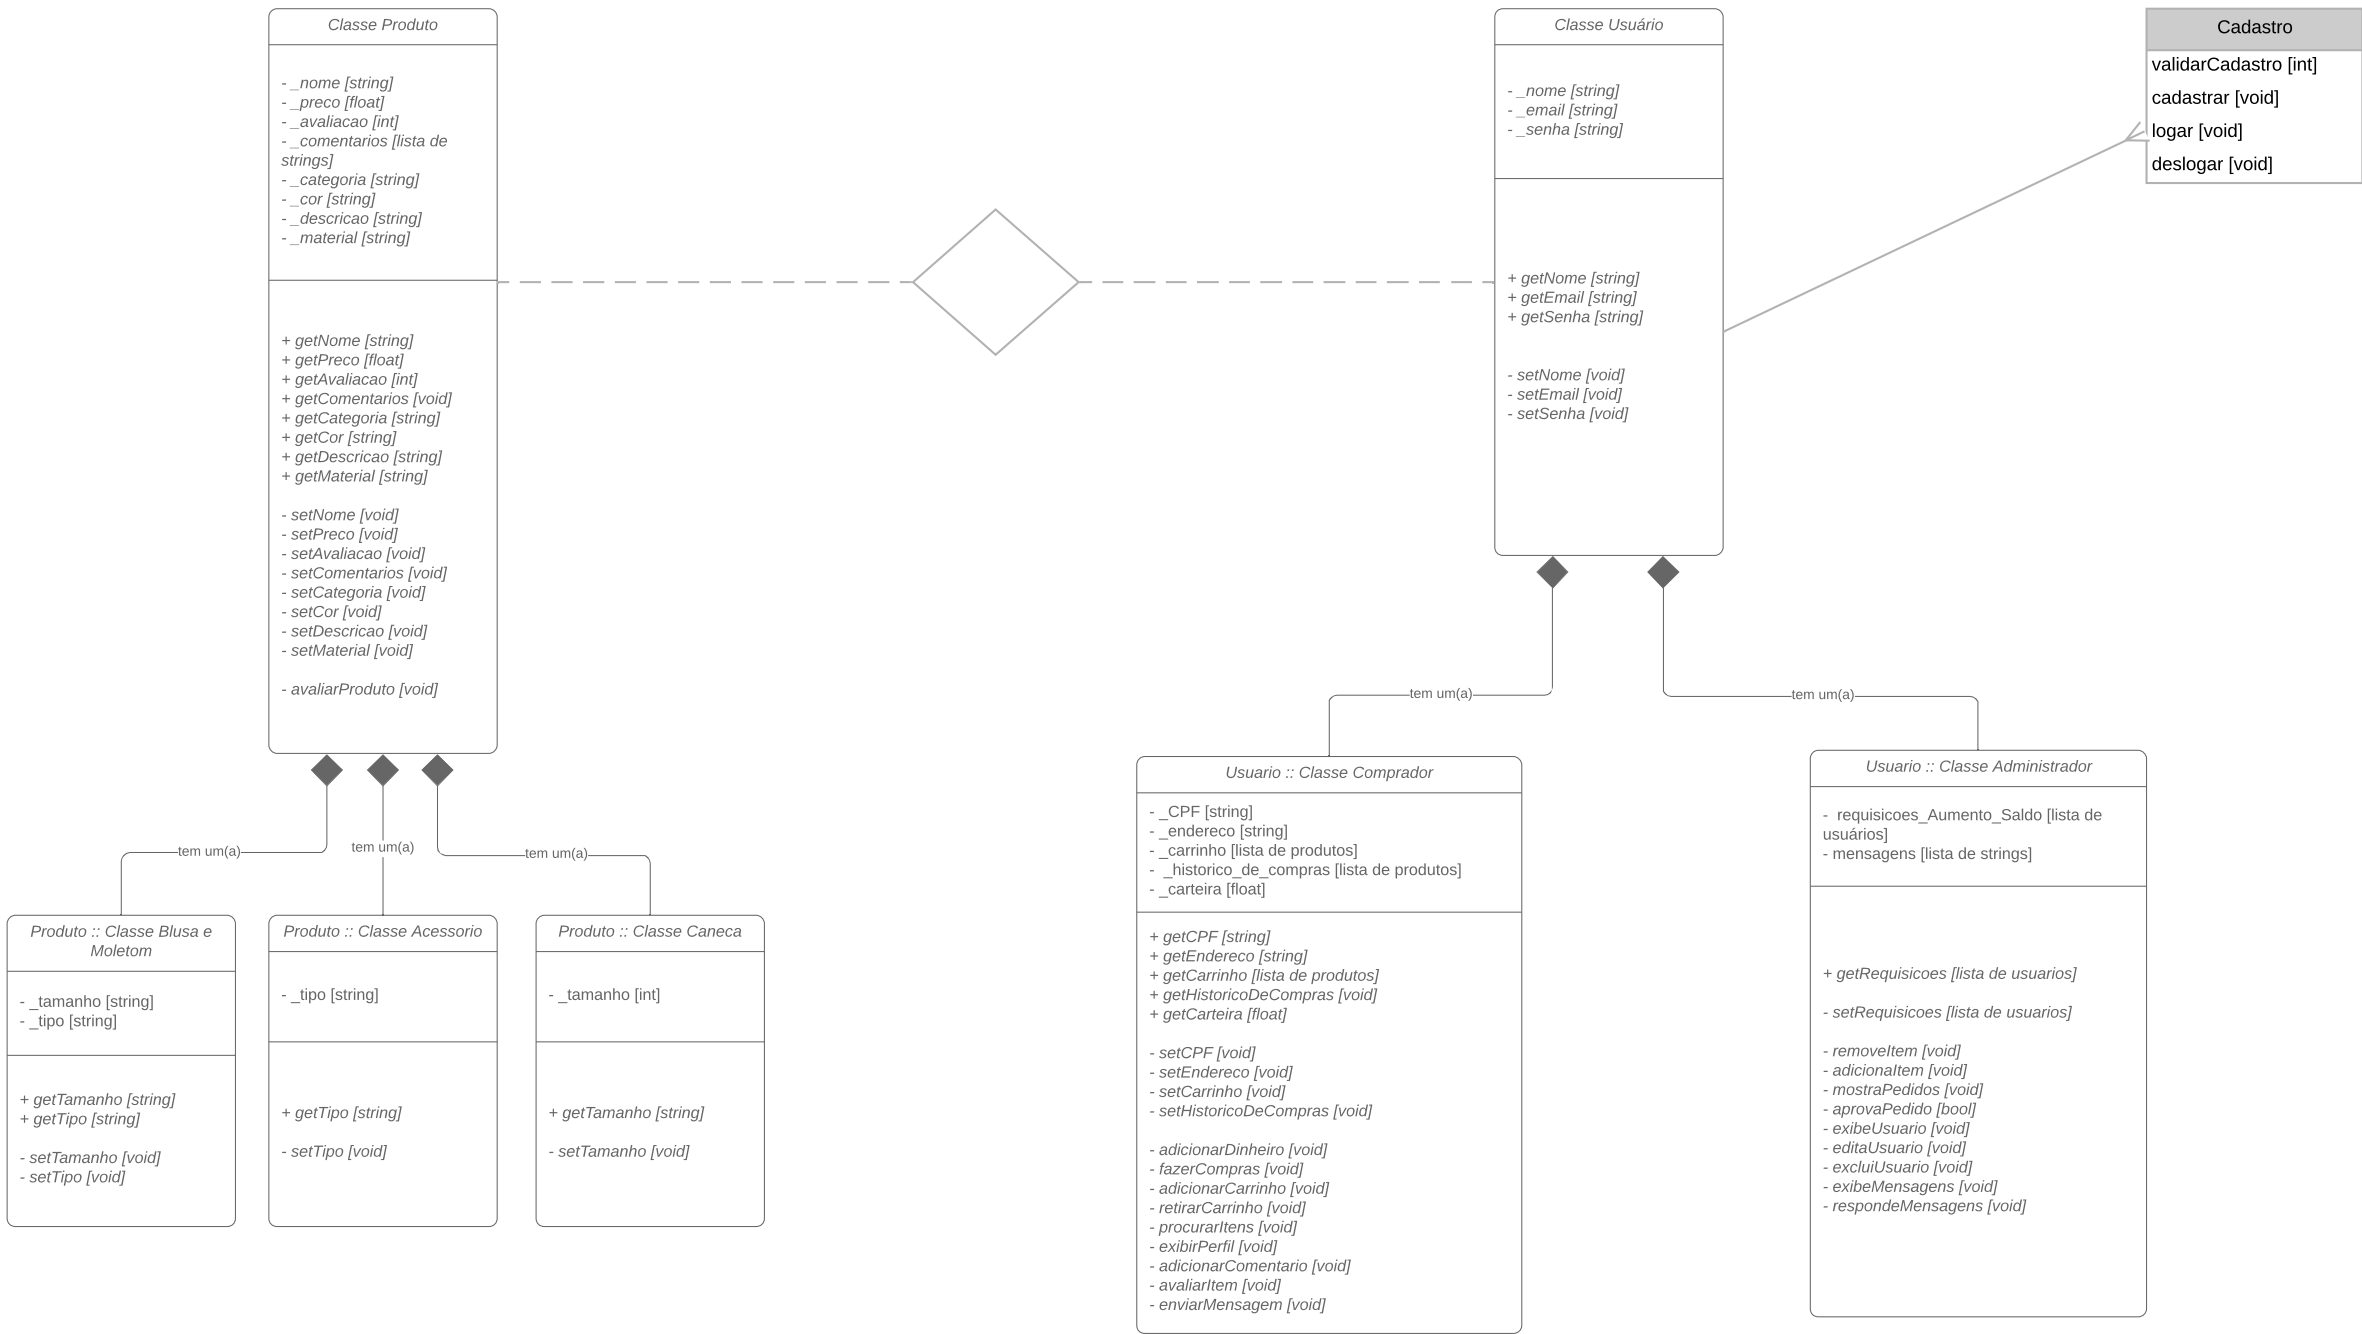 Classe Produto
- _nome [string]
- _preco [float]
- _avaliacao [int]
- _comentarios [lista de
strings]
- _categoria [string]
- _cor [string]
- _descricao [string]
- _material [string]
+ getNome [string]
+ getPreco [float]
+ getAvaliacao [int]
+ getComentarios [void]
+ getCategoria [string]
+ getCor [string]
+ getDescricao [string]
+ getMaterial [string]
- setNome [void]
- setPreco [void]
- setAvaliacao [void]
- setComentarios [void]
- setCategoria [void]
- setCor [void]
- setDescricao [void]
- setMaterial [void]
- avaliarProduto [void]
Classe Usuário
- _nome [string]
- _email [string]
- _senha [string]
+ getNome [string]
+ getEmail [string]
+ getSenha [string]
- setNome [void]
- setEmail [void]
- setSenha [void]
Cadastro
validarCadastro [int]
cadastrar [void]
logar [void]
deslogar [void]
tem um(a)
tem um(a)
tem um(a)
tem um(a)
tem um(a)
Produto :: Classe Blusa e
Moletom
- _tamanho [string]
- _tipo [string]
+ getTamanho [string]
+ getTipo [string]
- setTamanho [void]
- setTipo [void]
Produto :: Classe Acessorio
- _tipo [string]
+ getTipo [string]
- setTipo [void]
Produto :: Classe Caneca
- _tamanho [int]
+ getTamanho [string]
- setTamanho [void]
Usuario :: Classe Comprador
- _CPF [string]
- _endereco [string]
- _carrinho [lista de produtos]
-  _historico_de_compras [lista de produtos]
- _carteira [float]
+ getCPF [string]
+ getEndereco [string]
+ getCarrinho [lista de produtos]
+ getHistoricoDeCompras [void]
+ getCarteira [float]
- setCPF [void]
- setEndereco [void]
- setCarrinho [void]
- setHistoricoDeCompras [void]
- adicionarDinheiro [void]
- fazerCompras [void]
- adicionarCarrinho [void]
- retirarCarrinho [void]
- procurarItens [void]
- exibirPerfil [void]
- adicionarComentario [void]
- avaliarItem [void]
- enviarMensagem [void]
Usuario :: Classe Administrador
-  requisicoes_Aumento_Saldo [lista de
usuários]
- mensagens [lista de strings]
+ getRequisicoes [lista de usuarios]
- setRequisicoes [lista de usuarios]
- removeItem [void]
- adicionaItem [void]
- mostraPedidos [void]
- aprovaPedido [bool]
- exibeUsuario [void]
- editaUsuario [void]
- excluiUsuario [void]
- exibeMensagens [void]
- respondeMensagens [void]